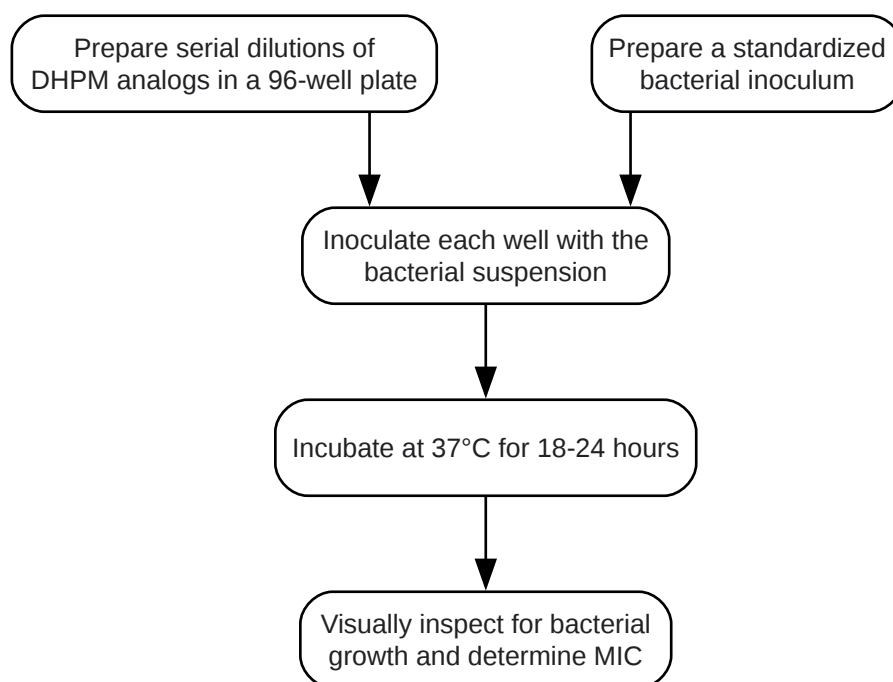 Prepare serial dilutions of
DHPM analogs in a 96-well plate
Prepare a standardized
bacterial inoculum
Inoculate each well with the
bacterial suspension
Incubate at 37°C for 18-24 hours
Visually inspect for bacterial
growth and determine MIC